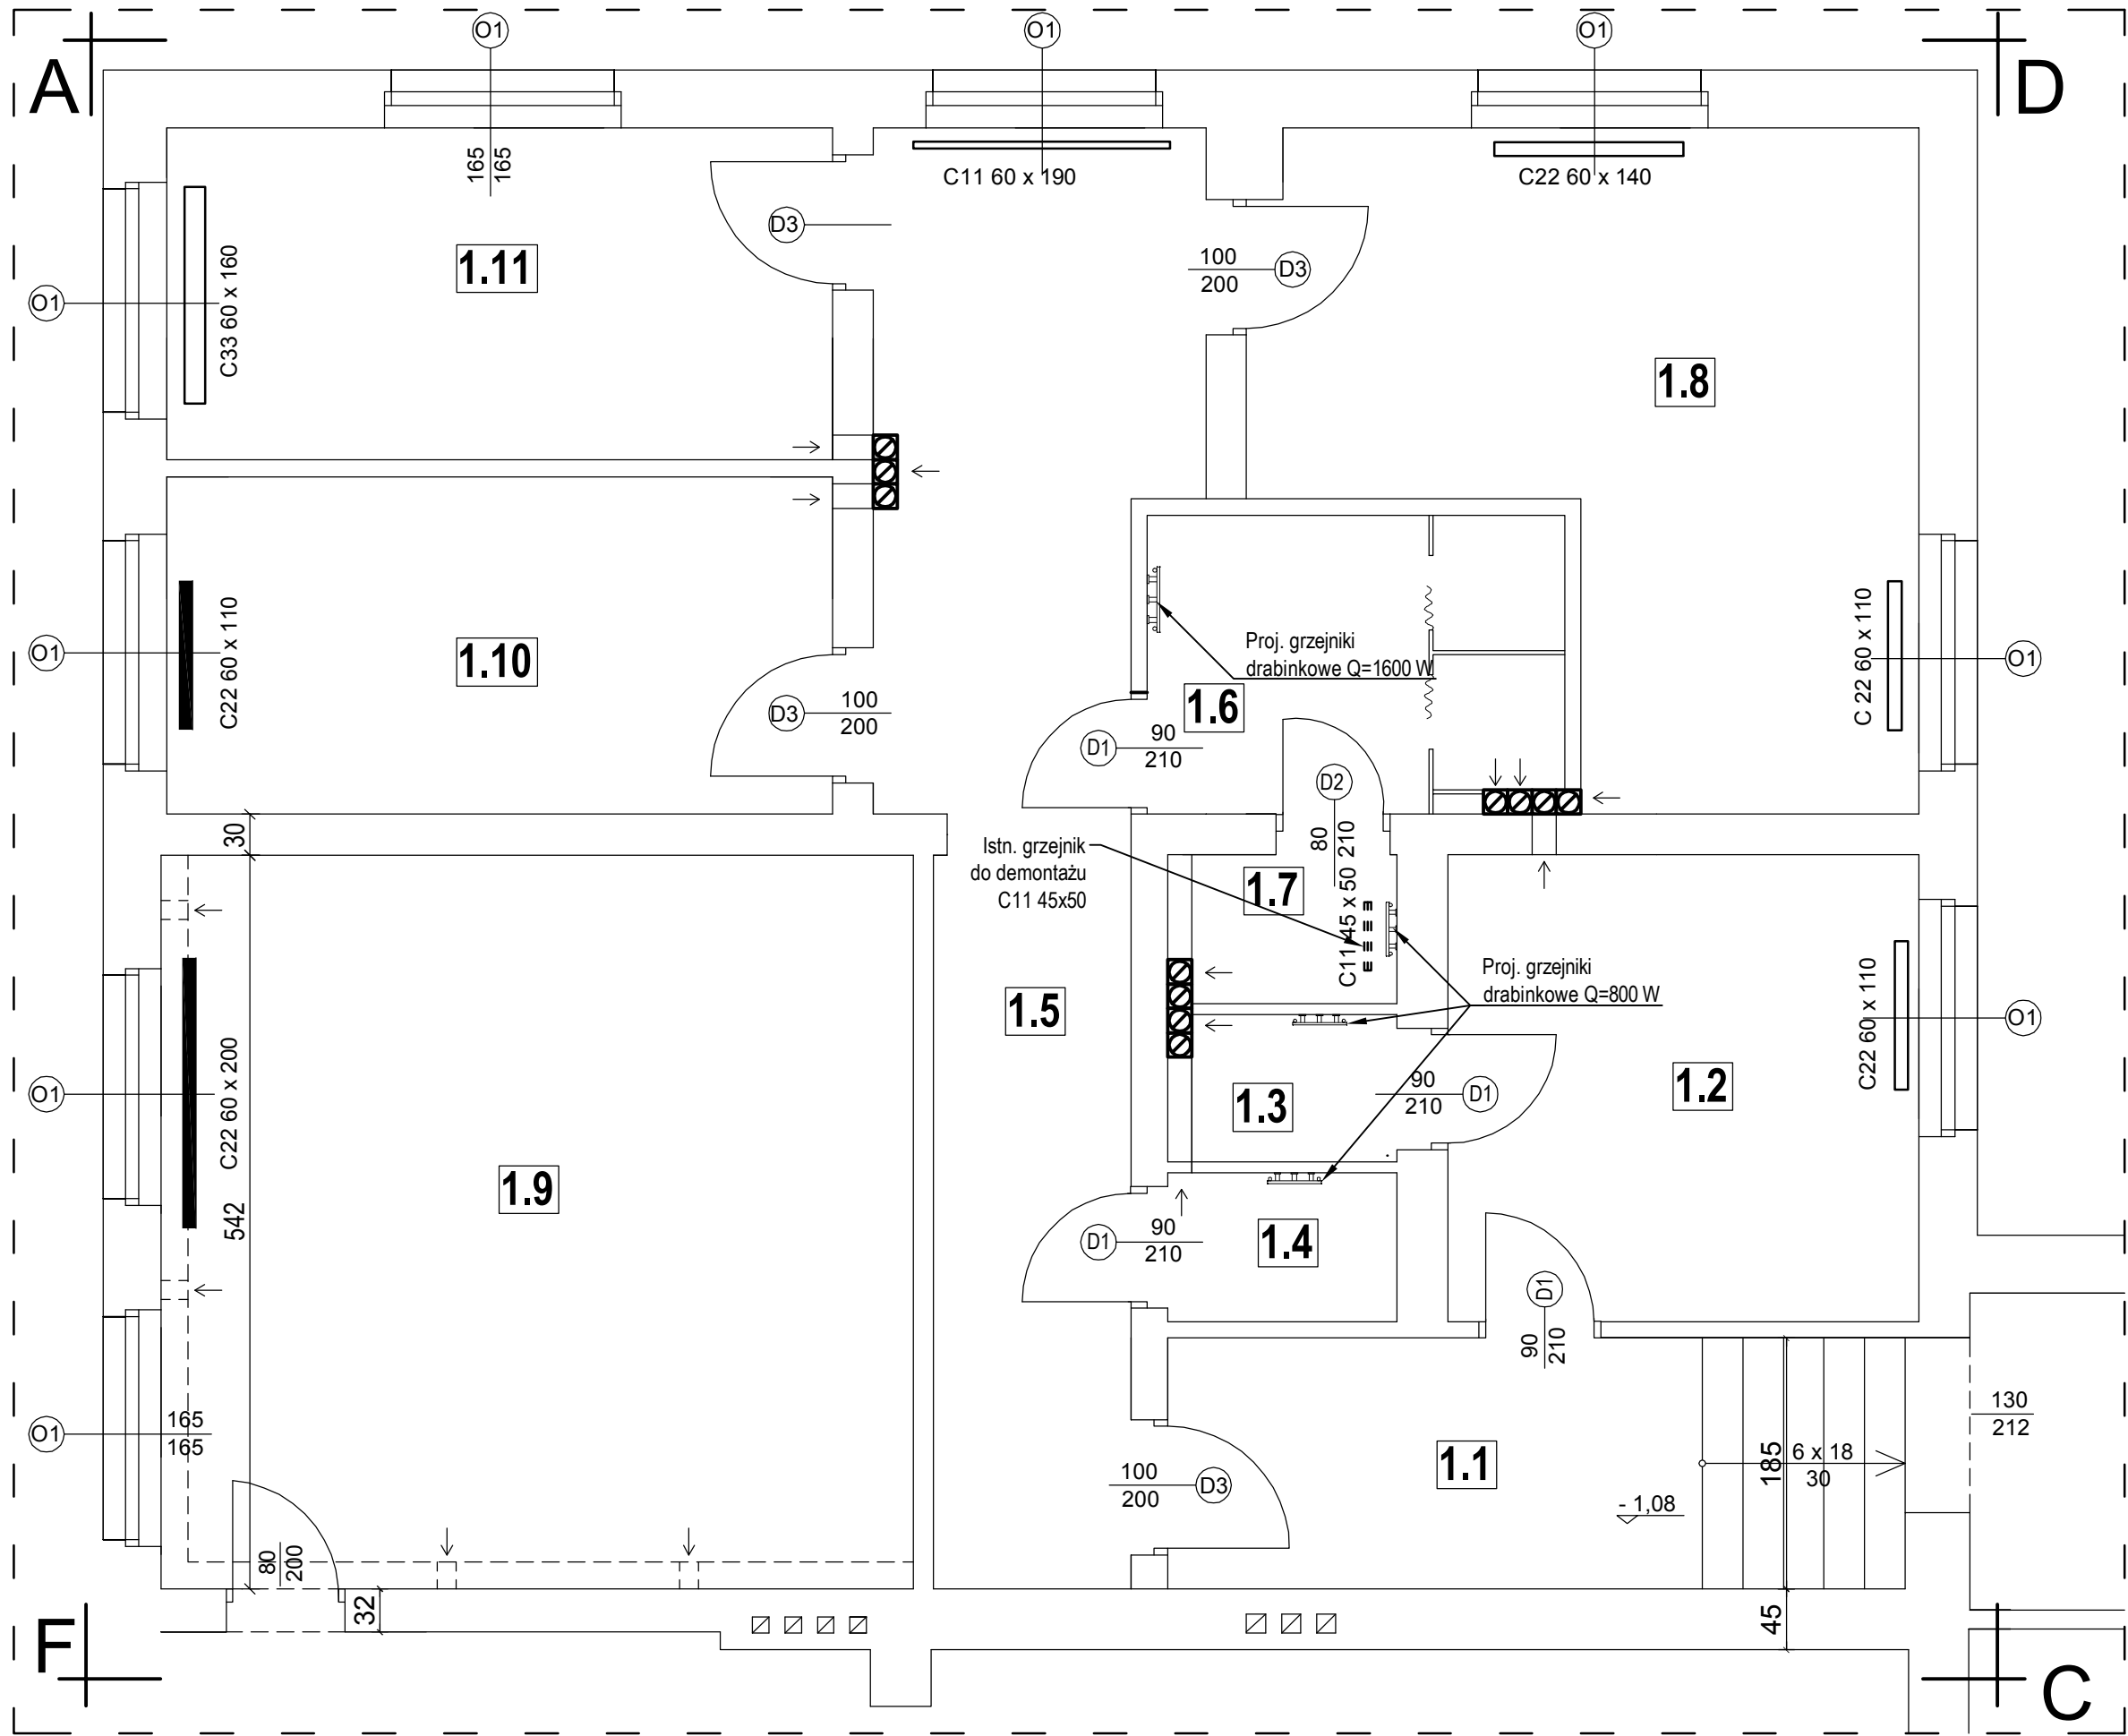 O1
O1
O1
A
D
165
165
C11 60 x 190
C22 60 x 140
D3
1.11
100
200
D3
O1
C33 60 x 160
1.8
Proj. grzejniki
drabinkowe Q=1600 W
O1
C22 60 x 110
1.10
C 22 60 x 110
O1
D3
100
200
1.6
D1
90
210
D2
80
210
30
Istn. grzejnik
do demontażu
C11 45x50
1.7
C11 45 x 50
Proj. grzejniki
drabinkowe Q=800 W
1.5
C22 60 x 110
O1
O1
C22 60 x 200
1.3
90
210
D1
1.2
1.9
542
D1
90
210
1.4
D1
90
210
O1
165
165
130
212
1.1
185
6 x 18
30
100
200
D3
- 1,08
80
200
32
45
F
C